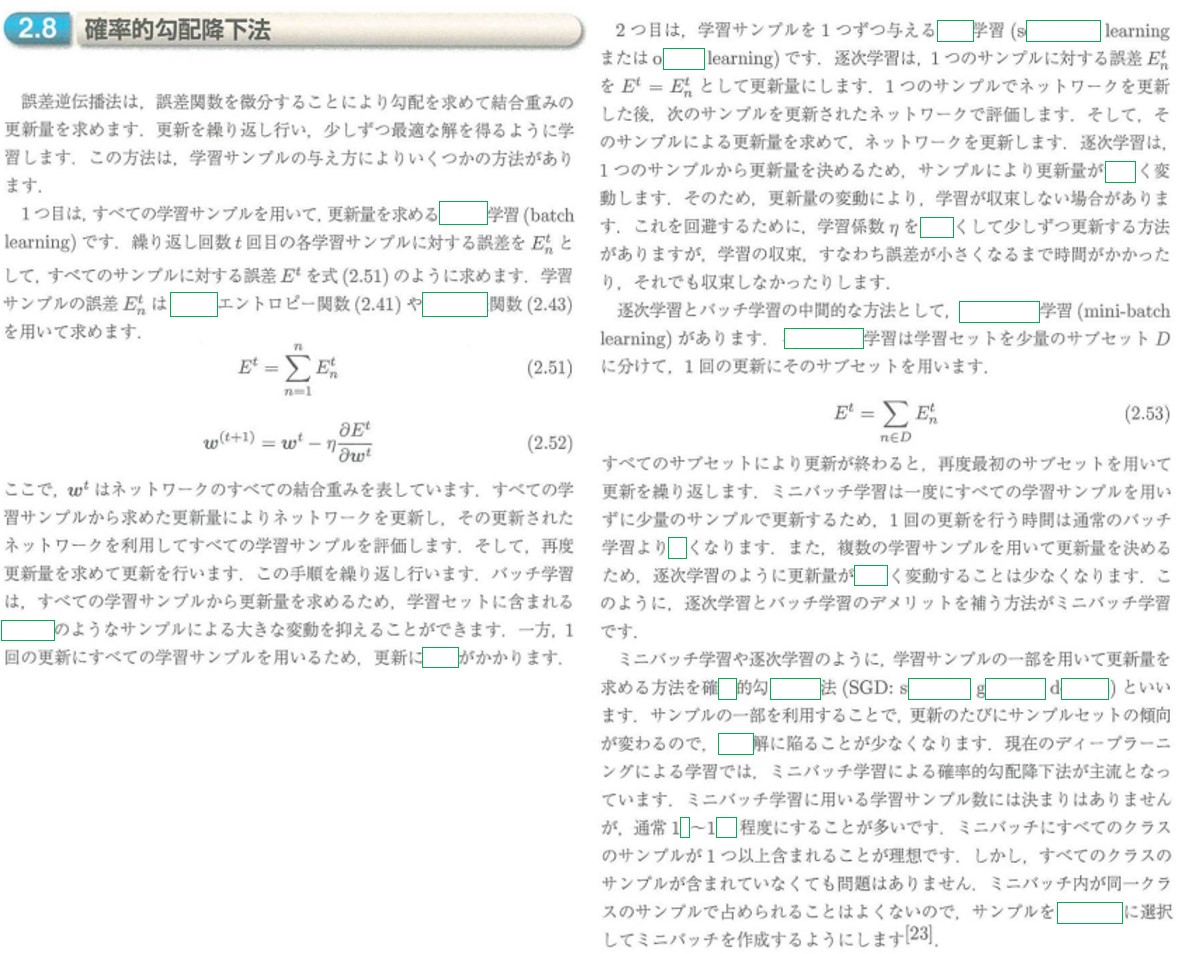 2.8 確率的勾配降下法
誤差逆伝播法は，誤差関数を微分することにより勾配を求めて結合重みの
更新量を求めます．更新を繰り返し行い，少しずつ最適な解を得るように学
習します．この方法は，学習サンプルの与え方によりいくつかの方法があり
ます．
1つ目は，すべての学習サンプルを用いて，更新量を求める 学習 (batch
learning) です．繰り返し回数 t 回目の各学習サンプルに対する誤差を E_n^t と
して，すべてのサンプルに対する誤差 E^t を式 (2.51) のように求めます．学習
サンプルの誤差 E_n^t は エントロピー関数 (2.41) や 関数 (2.43)
を用いて求めます．
E^t = \sum_{n=1}^{n} E_n^t (2.51)
w^{(t+1)} = w^t − η ∂E^t/∂w^t (2.52)
ここで，w^t はネットワークのすべての結合重みを表しています．すべての学
習サンプルから求めた更新量によりネットワークを更新し，その更新された
ネットワークを利用してすべての学習サンプルを評価します．そして，再度
更新量を求めて更新を行います．この手順を繰り返し行います．バッチ学習
は，すべての学習サンプルから更新量を求めるため，学習セットに含まれる
のようなサンプルによる大きな変動を抑えることができます．一方，1
回の更新にすべての学習サンプルを用いるため，更新に がかかります．
2つ目は，学習サンプルを1つずつ与える 学習 (s learning
または o learning) です．逐次学習は，1つのサンプルに対する誤差 E_n^t
を E^t = E_n^t として更新量にします．1つのサンプルでネットワークを更新
した後，次のサンプルを更新されたネットワークで評価します．そして，そ
のサンプルによる更新量を求めて，ネットワークを更新します．逐次学習は，
1つのサンプルから更新量を決めるため，サンプルにより更新量が く変
動します．そのため，更新量の変動により，学習が収束しない場合がありま
す．これを回避するために，学習係数 η を くして少しずつ更新する方法
がありますが，学習の収束，すなわち誤差が小さくなるまで時間がかかった
り，それでも収束しなかったりします．
逐次学習とバッチ学習の中間的な方法として， 学習 (mini-batch
learning) があります． 学習は学習セットを少量のサブセット D
に分けて，1回の更新にそのサブセットを用います．
E^t = \sum_{n∈D} E_n^t (2.53)
すべてのサブセットにより更新が終わると，再度最初のサブセットを用いて
更新を繰り返します．ミニバッチ学習は一度にすべての学習サンプルを用い
ずに少量のサンプルで更新するため，1回の更新を行う時間は通常のバッチ
学習より くなります．また，複数の学習サンプルを用いて更新量を決める
ため，逐次学習のように更新量が く変動することは少なくなります．こ
のように，逐次学習とバッチ学習のデメリットを補う方法がミニバッチ学習
です．
ミニバッチ学習や逐次学習のように，学習サンプルの一部を用いて更新量を
求める方法を確 的勾 法 (SGD: s g d ) といい
ます．サンプルの一部を利用することで，更新のたびにサンプルセットの傾向
が変わるので， 解に陥ることが少なくなります．現在のディープラーニ
ングによる学習では，ミニバッチ学習による確率的勾配降下法が主流となっ
ています．ミニバッチ学習に用いる学習サンプル数には決まりはありません
が，通常 1 〜1 程度にすることが多いです．ミニバッチにすべてのクラス
のサンプルが1つ以上含まれることが理想です．しかし，すべてのクラスの
サンプルが含まれていなくても問題はありません．ミニバッチ内が同一クラ
スのサンプルで占められることはよくないので，サンプルを に選択
してミニバッチを作成するようにします[23]．